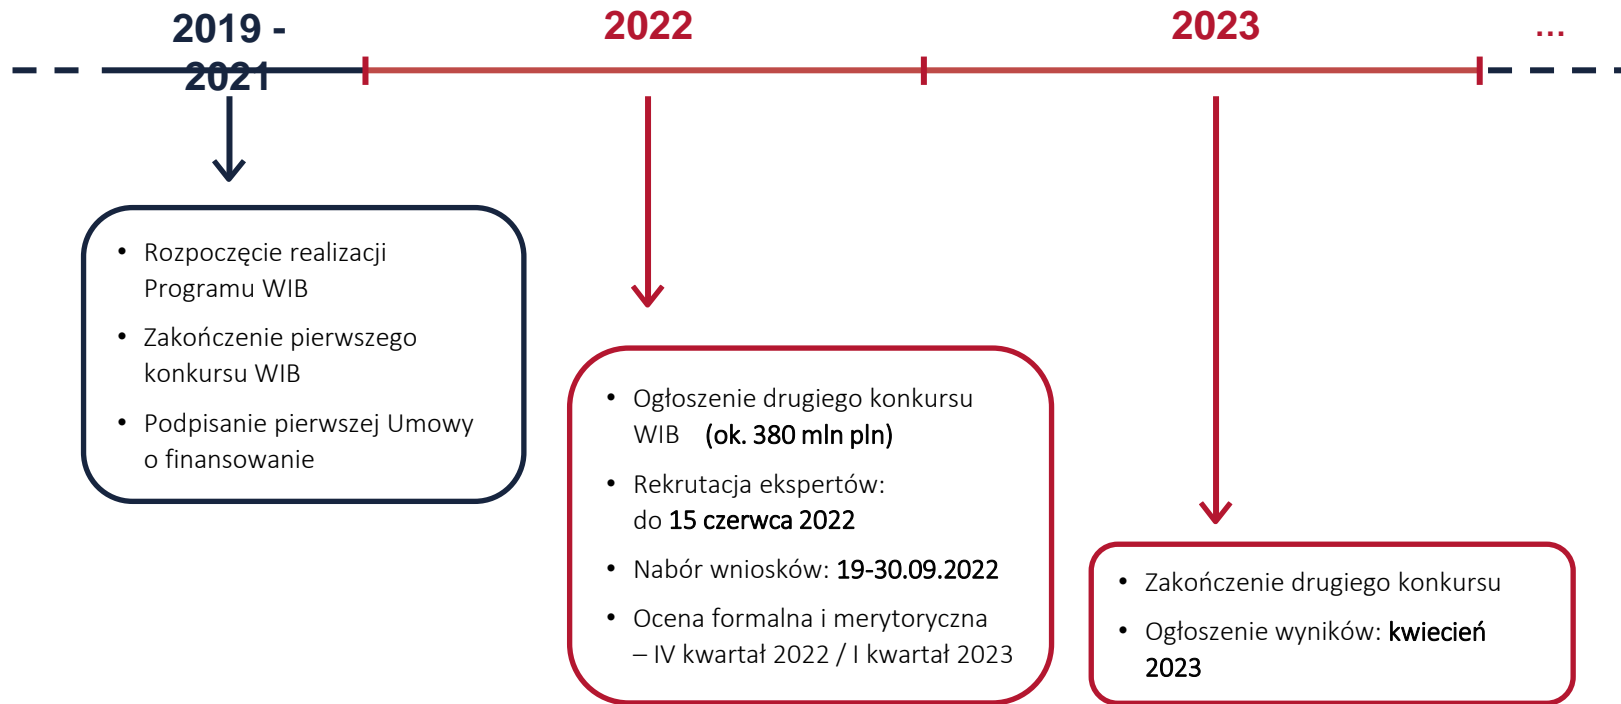 2019 -
2021
2022
2023
...
• Rozpoczęcie realizacji
Programu WIB
• Zakończenie pierwszego
konkursu WIB
• Podpisanie pierwszej Umowy
o finansowanie
• Ogłoszenie drugiego konkursu
WIB (ok. 380 mln pln)
• Rekrutacja ekspertów:
do 15 czerwca 2022
• Nabór wniosków: 19-30.09.2022
• Ocena formalna i merytoryczna
– IV kwartał 2022 / I kwartał 2023
• Zakończenie drugiego konkursu
• Ogłoszenie wyników: kwiecień
2023